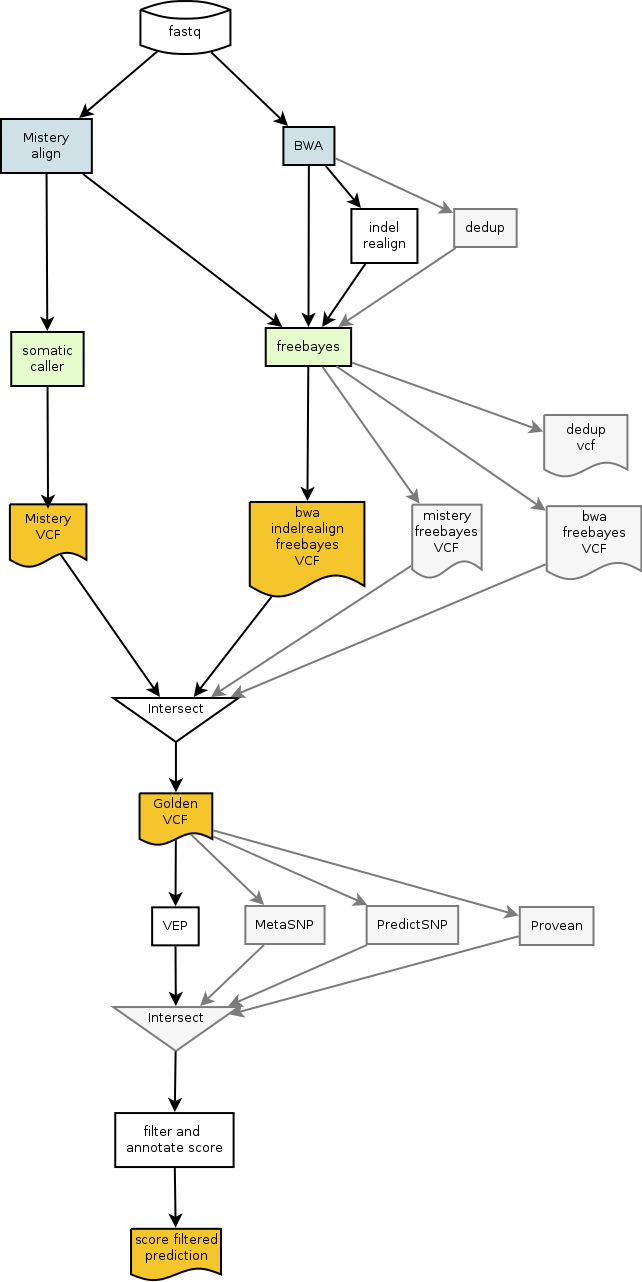 fastq
Mistery
align
BWA
indel
realign
dedup
somatic
caller
freebayes
dedup
vcf
Mistery
VCF
bwa
indelrealign
freebayes
VCF
mistery
freebayes
VCF
bwa
freebayes
VCF
Intersect
Golden
VCF
VEP
MetaSNP
PredictSNP
Provean
Intersect
filter and
annotate score
score filtered
prediction